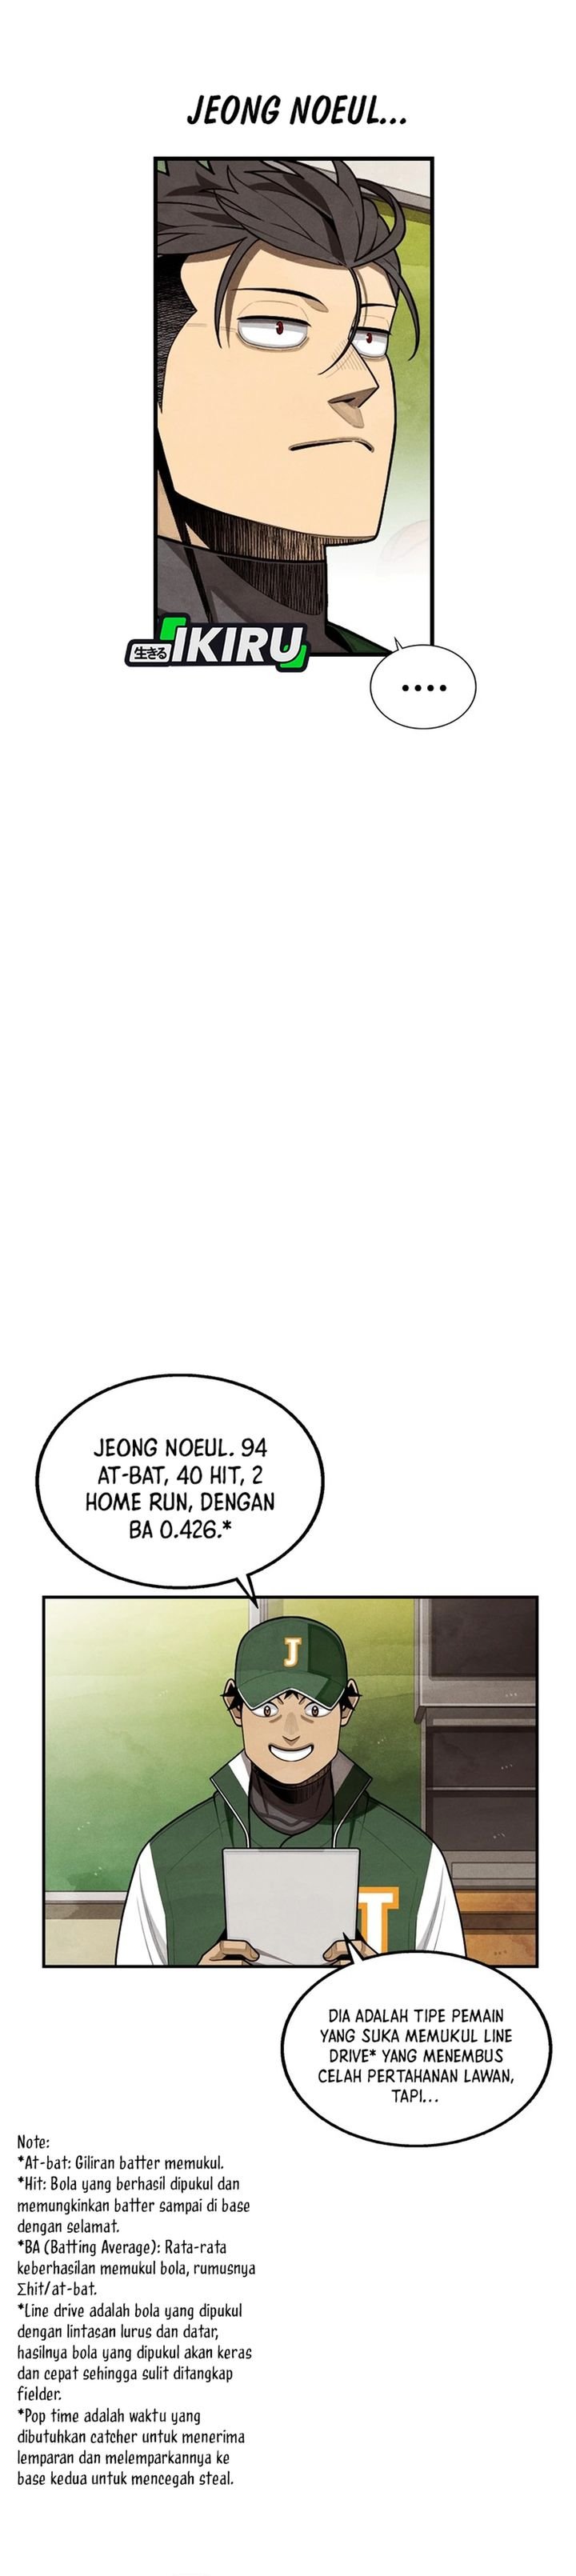 JEONG NOEUL...
生きる IKIRU
....
JEONG NOEUL. 94
AT-BAT, 40 HIT, 2
HOME RUN, DENGAN
BA 0.426.*
J
J
DIA ADALAH TIPE PEMAIN
YANG SUKA MEMUKUL LINE
DRIVE* YANG MENEMBUS
CELAH PERTAHANAN LAWAN,
TAPI...
Note:
*At-bat: Giliran batter memukul.
*Hit: Bola yang berhasil dipukul dan
memungkinkan batter sampai di base
dengan selamat.
*BA (Batting Average): Rata-rata
keberhasilan memukul bola, rumusnya
Σhit/at-bat.
*Line drive adalah bola yang dipukul
dengan lintasan lurus dan datar,
hasilnya bola yang dipukul akan keras
dan cepat sehingga sulit ditangkap
fielder.
*Pop time adalah waktu yang
dibutuhkan catcher untuk menerima
lemparan dan melemparkannya ke
base kedua untuk mencegah steal.